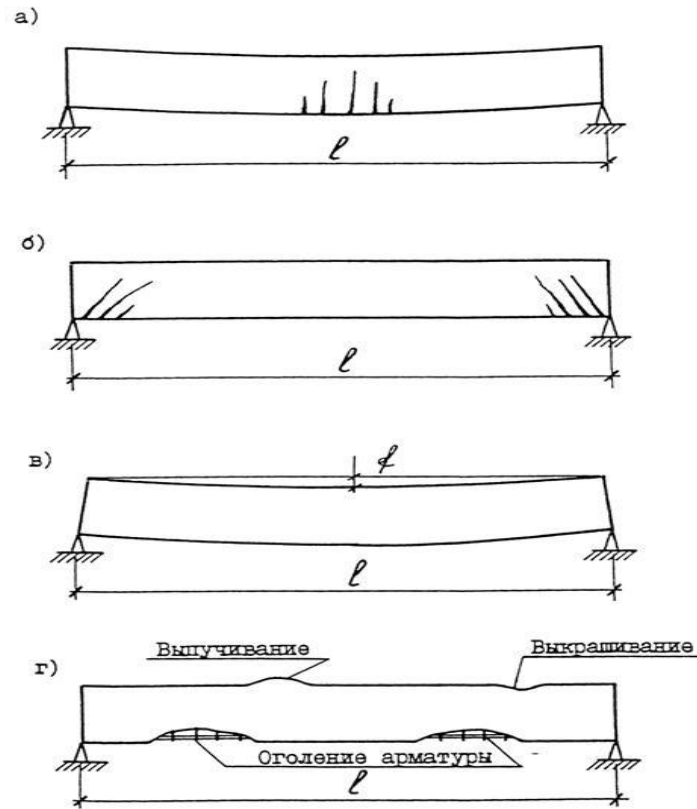 а)
ℓ
б)
ℓ
в)
f
ℓ
г)
Выпучивание
Выкрашивание
Оголение арматуры
ℓ